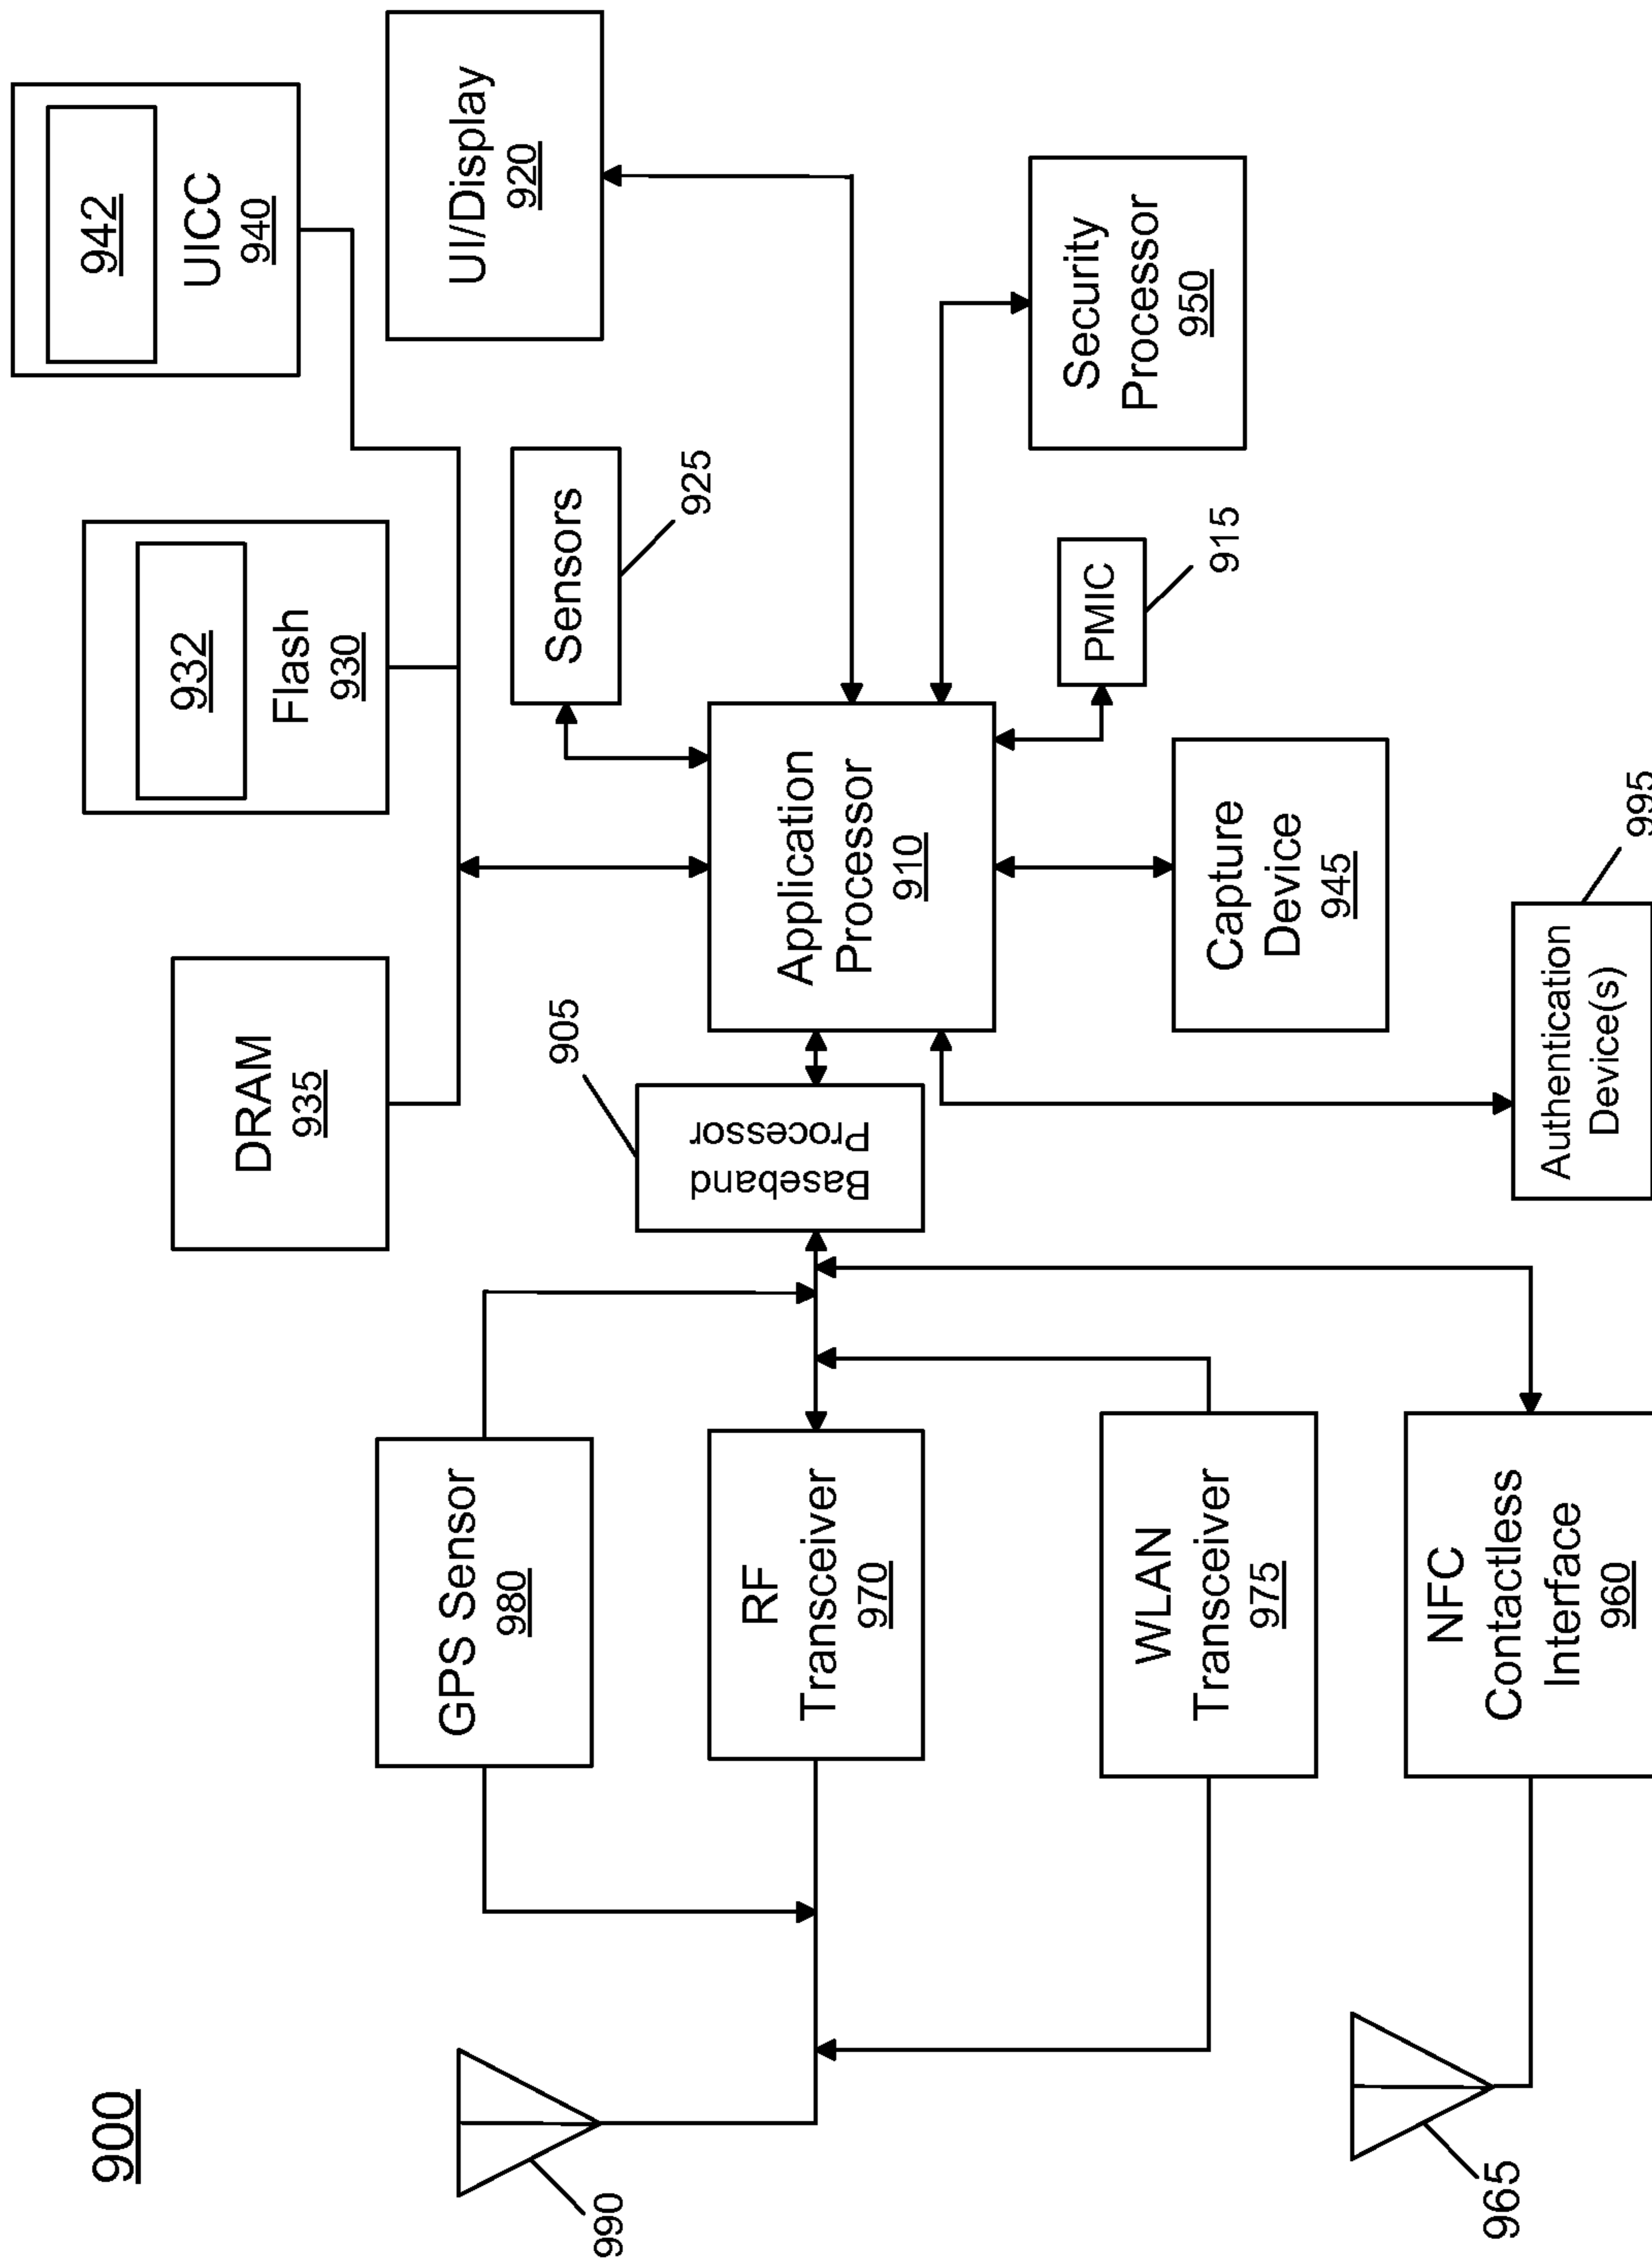 900
990
965
GPS Sensor
980
RF
Transceiver
970
WLAN
Transceiver
975
NFC
Contactless
Interface
960
DRAM
935
905
Baseband
Processor
Authentication
Device(s)
995
932
Flash
930
942
UICC
940
Sensors
925
UI/Display
920
Application
Processor
910
Capture
Device
945
PMIC
915
Security
Processor
950